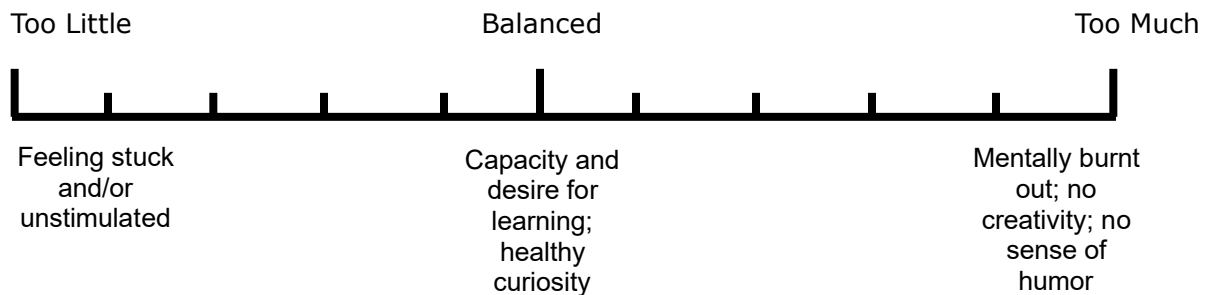 Too Little
Balanced
Too Much
Feeling stuck
and/or
unstimulated
Capacity and
desire for
learning;
healthy
curiosity
Mentally burnt
out; no
creativity; no
sense of
humor